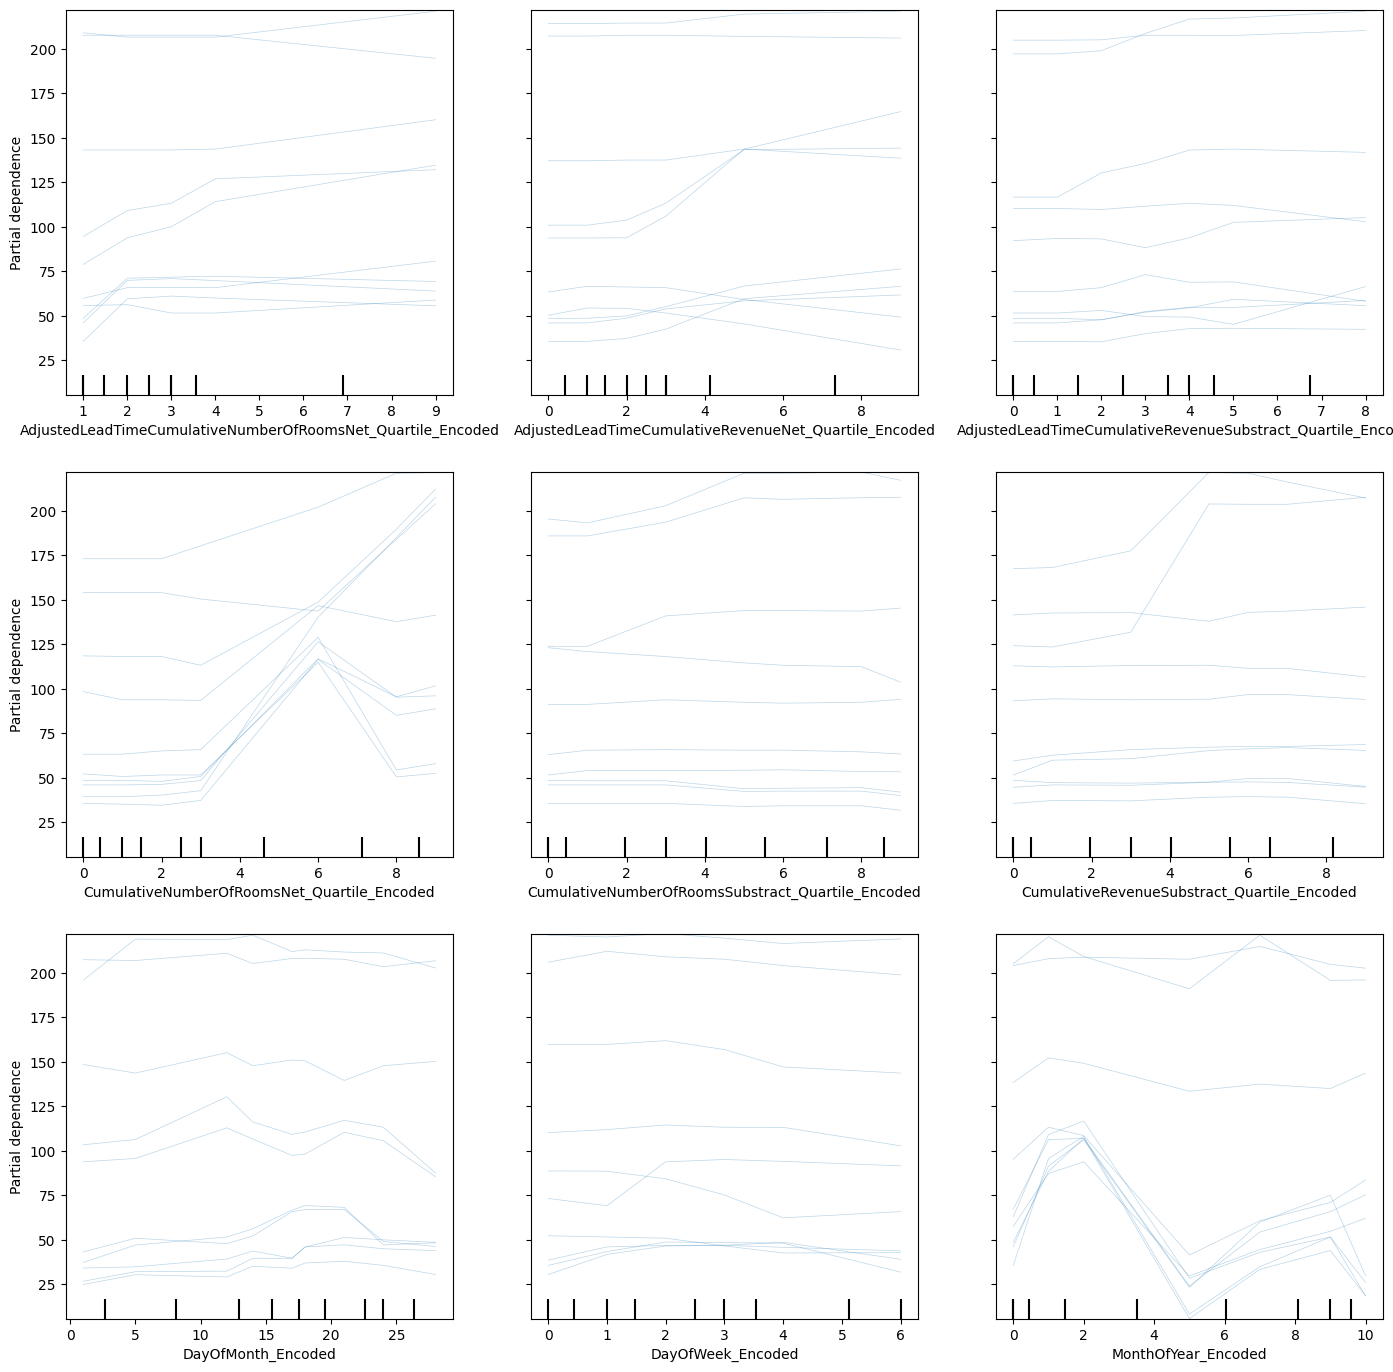 200
175
150
125
100
75
50
25
Partial dependence
1 2 3 4 5 6 7 8 9
AdjustedLeadTimeCumulativeNumberOfRoomsNet_Quartile_Encoded
0 2 4 6 8
AdjustedLeadTimeCumulativeRevenueNet_Quartile_Encoded
0 1 2 3 4 5 6 7 8
AdjustedLeadTimeCumulativeRevenueSubstract_Quartile_Enco
200
175
150
125
100
75
50
25
Partial dependence
0 2 4 6 8
CumulativeNumberOfRoomsNet_Quartile_Encoded
0 2 4 6 8
CumulativeNumberOfRoomsSubstract_Quartile_Encoded
0 2 4 6 8
CumulativeRevenueSubstract_Quartile_Encoded
200
175
150
125
100
75
50
25
Partial dependence
0 5 10 15 20 25
DayOfMonth_Encoded
0 1 2 3 4 5 6
DayOfWeek_Encoded
0 2 4 6 8 10
MonthOfYear_Encoded